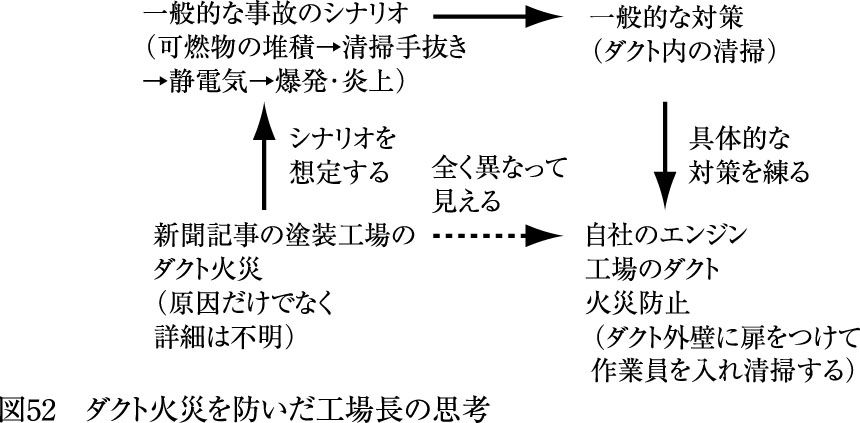 一般的な事故のシナリオ
（可燃物の堆積→清掃手抜き
→静電気→爆発・炎上）
一般的な対策
（ダクト内の清掃）
シナリオを
想定する
全く異なって
見える
具体的な
対策を練る
新聞記事の塗装工場の
ダクト火災
（原因だけでなく
詳細は不明）
自社のエンジン
工場のダクト
火災防止
（ダクト外壁に扉をつけて
作業員を入れ清掃する）
図52　ダクト火災を防いだ工場長の思考